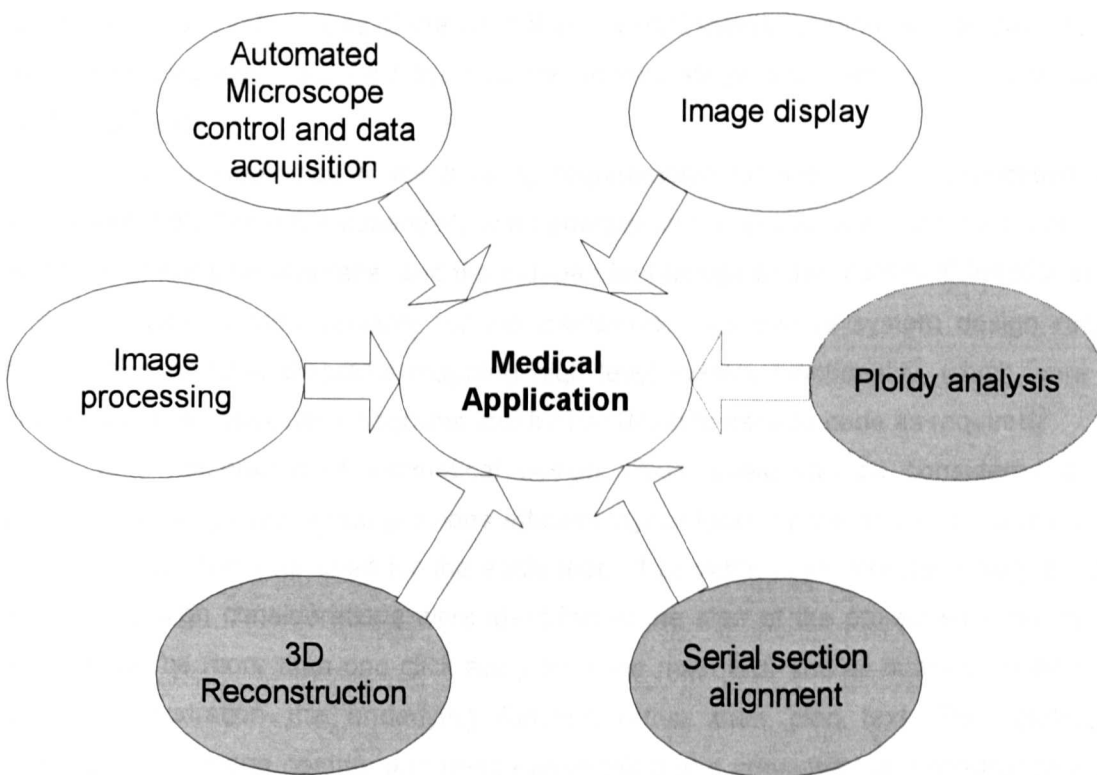 Automated
Microscope
control and data
acquisition
Image display
Image
processing
Medical
Application
Ploidy analysis
3D
Reconstruction
Serial section
alignment